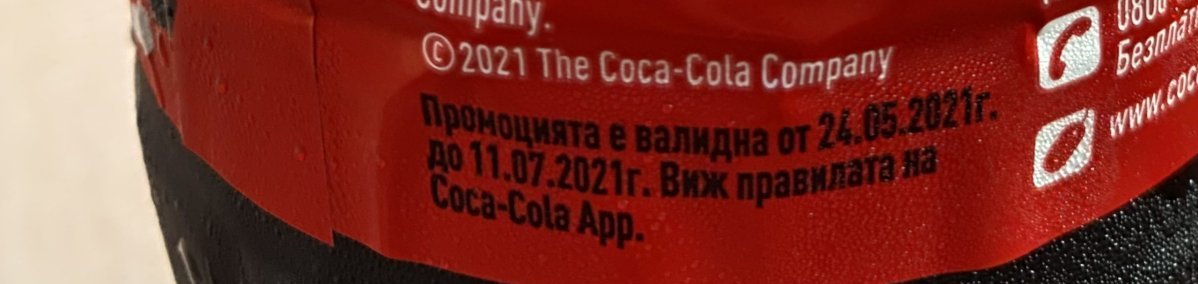 Company.
©2021 The Coca-Cola Company
Промоцията е валидна от 24.05.2021г.
до 11.07.2021г. Виж правилата на
Coca-Cola App.